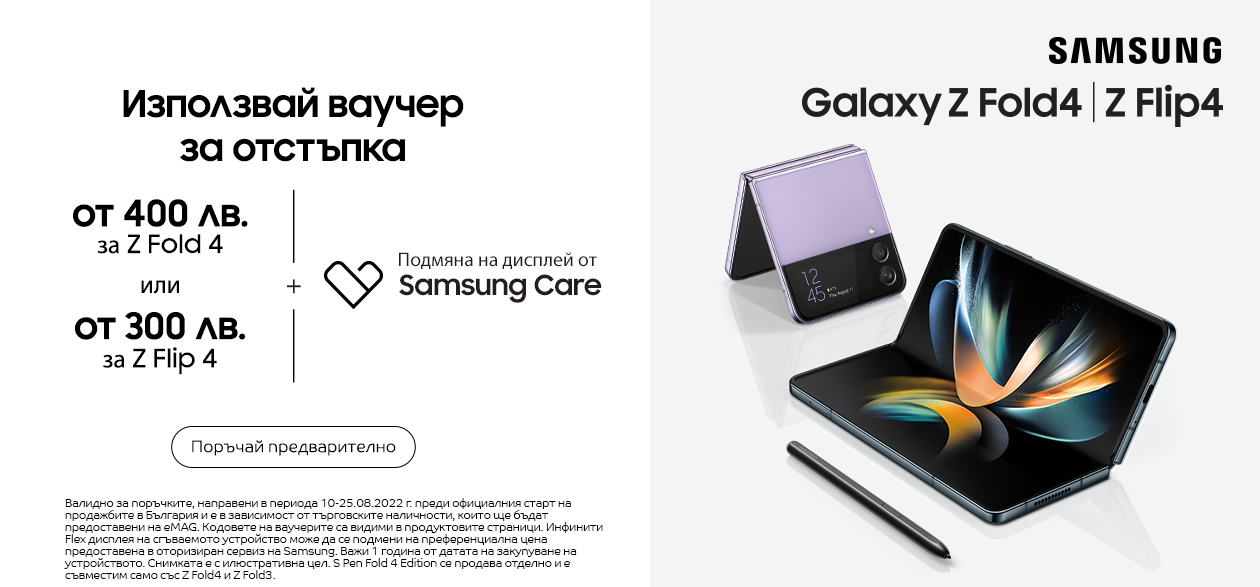 Използвай ваучер
за отстъпка
от 400 лв.
за Z Fold 4
или
от 300 лв.
за Z Flip 4
+
Подмяна на дисплей от
Samsung Care
Поръчай предварително
Валидно за поръчките, направени в периода 10-25.08.2022 г. преди официалния старт на
продажбите в България и е в зависимост от търговските наличности, които ще бъдат
предоставени на eMAG. Кодовете на ваучерите са видими в продуктовите страници. Инфинити
Flex дисплея на сгъваемото устройство може да се подмени на преференциална цена
предоставена в оторизиран сервиз на Samsung. Важи 1 година от датата на закупуване на
устройството. Снимката е с илюстративна цел. S Pen Fold 4 Edition се продава отделно и е
съвместим само със Z Fold4 и Z Fold3.
SAMSUNG
Galaxy Z Fold4 | Z Flip4
12
45